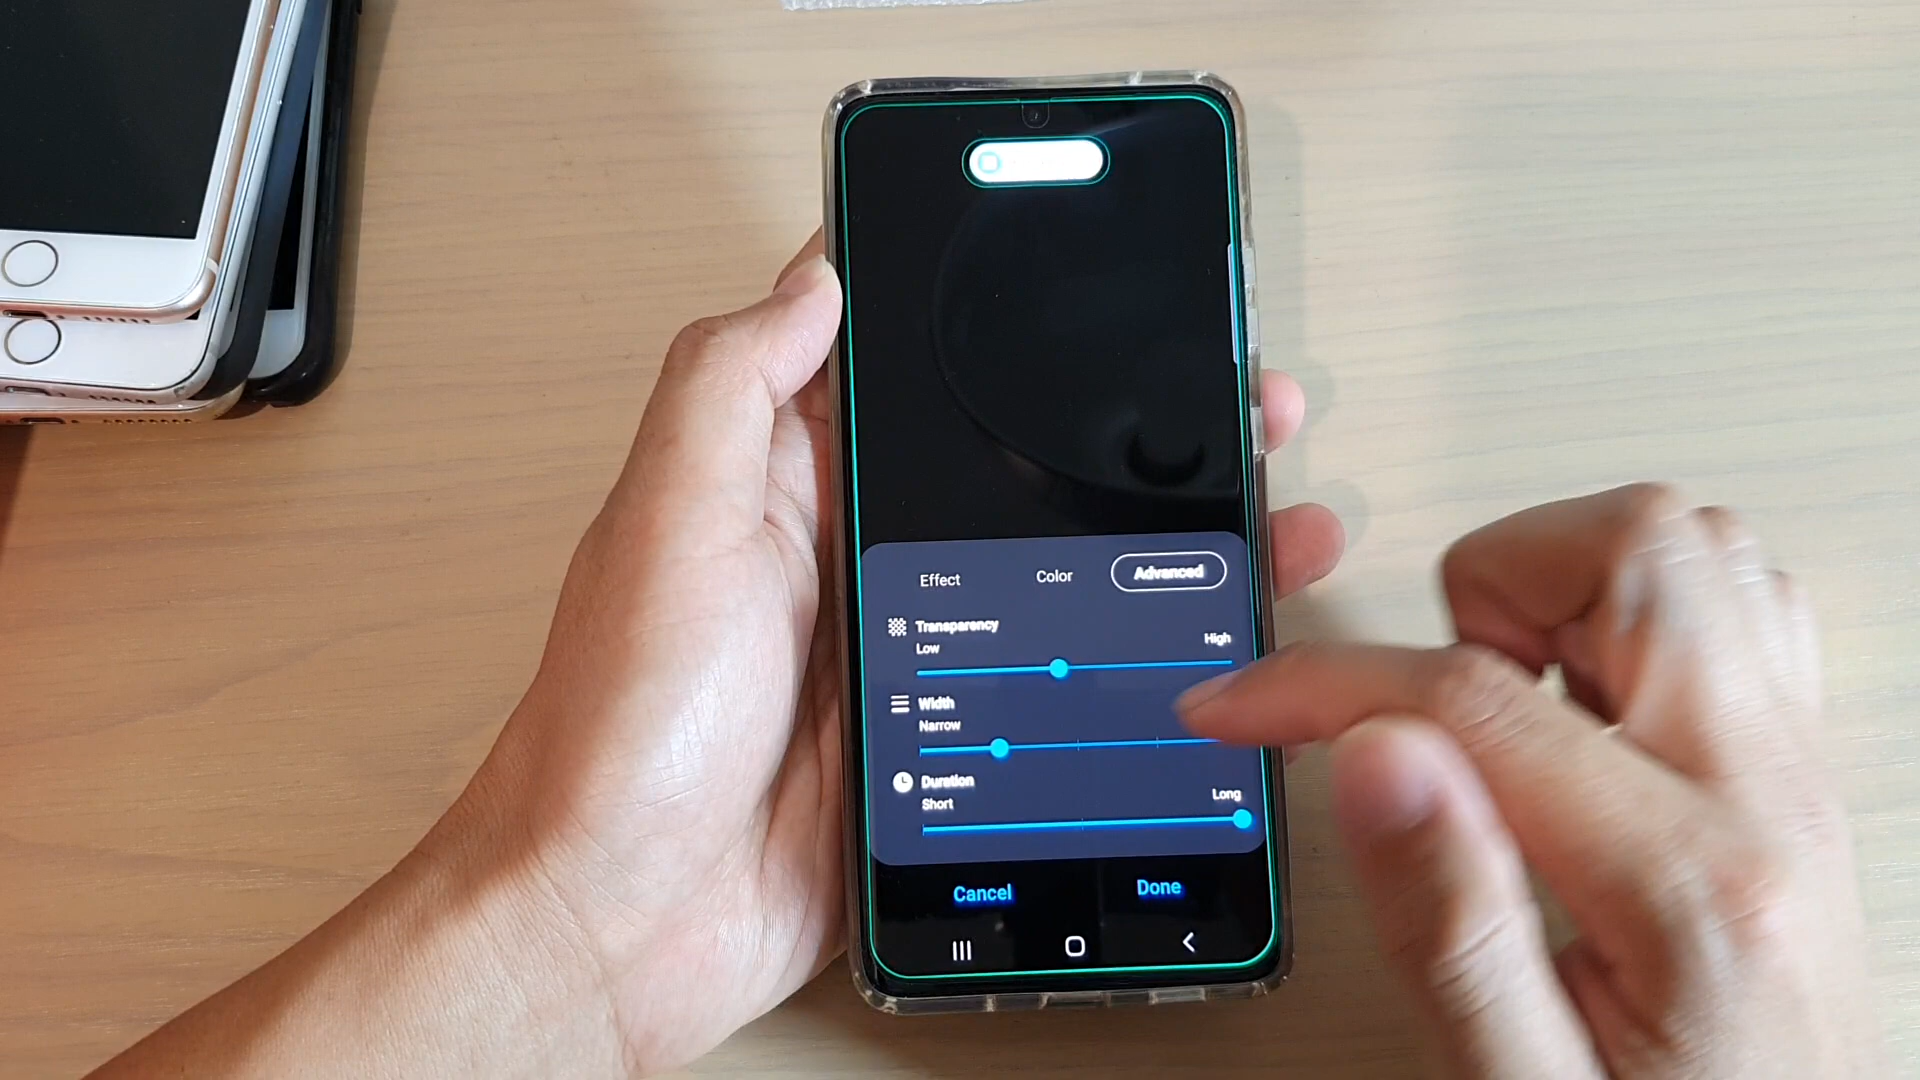 Effect Color Advanced
Transparency
Low High
Width
Narrow
Duration
Short Long
Cancel Done